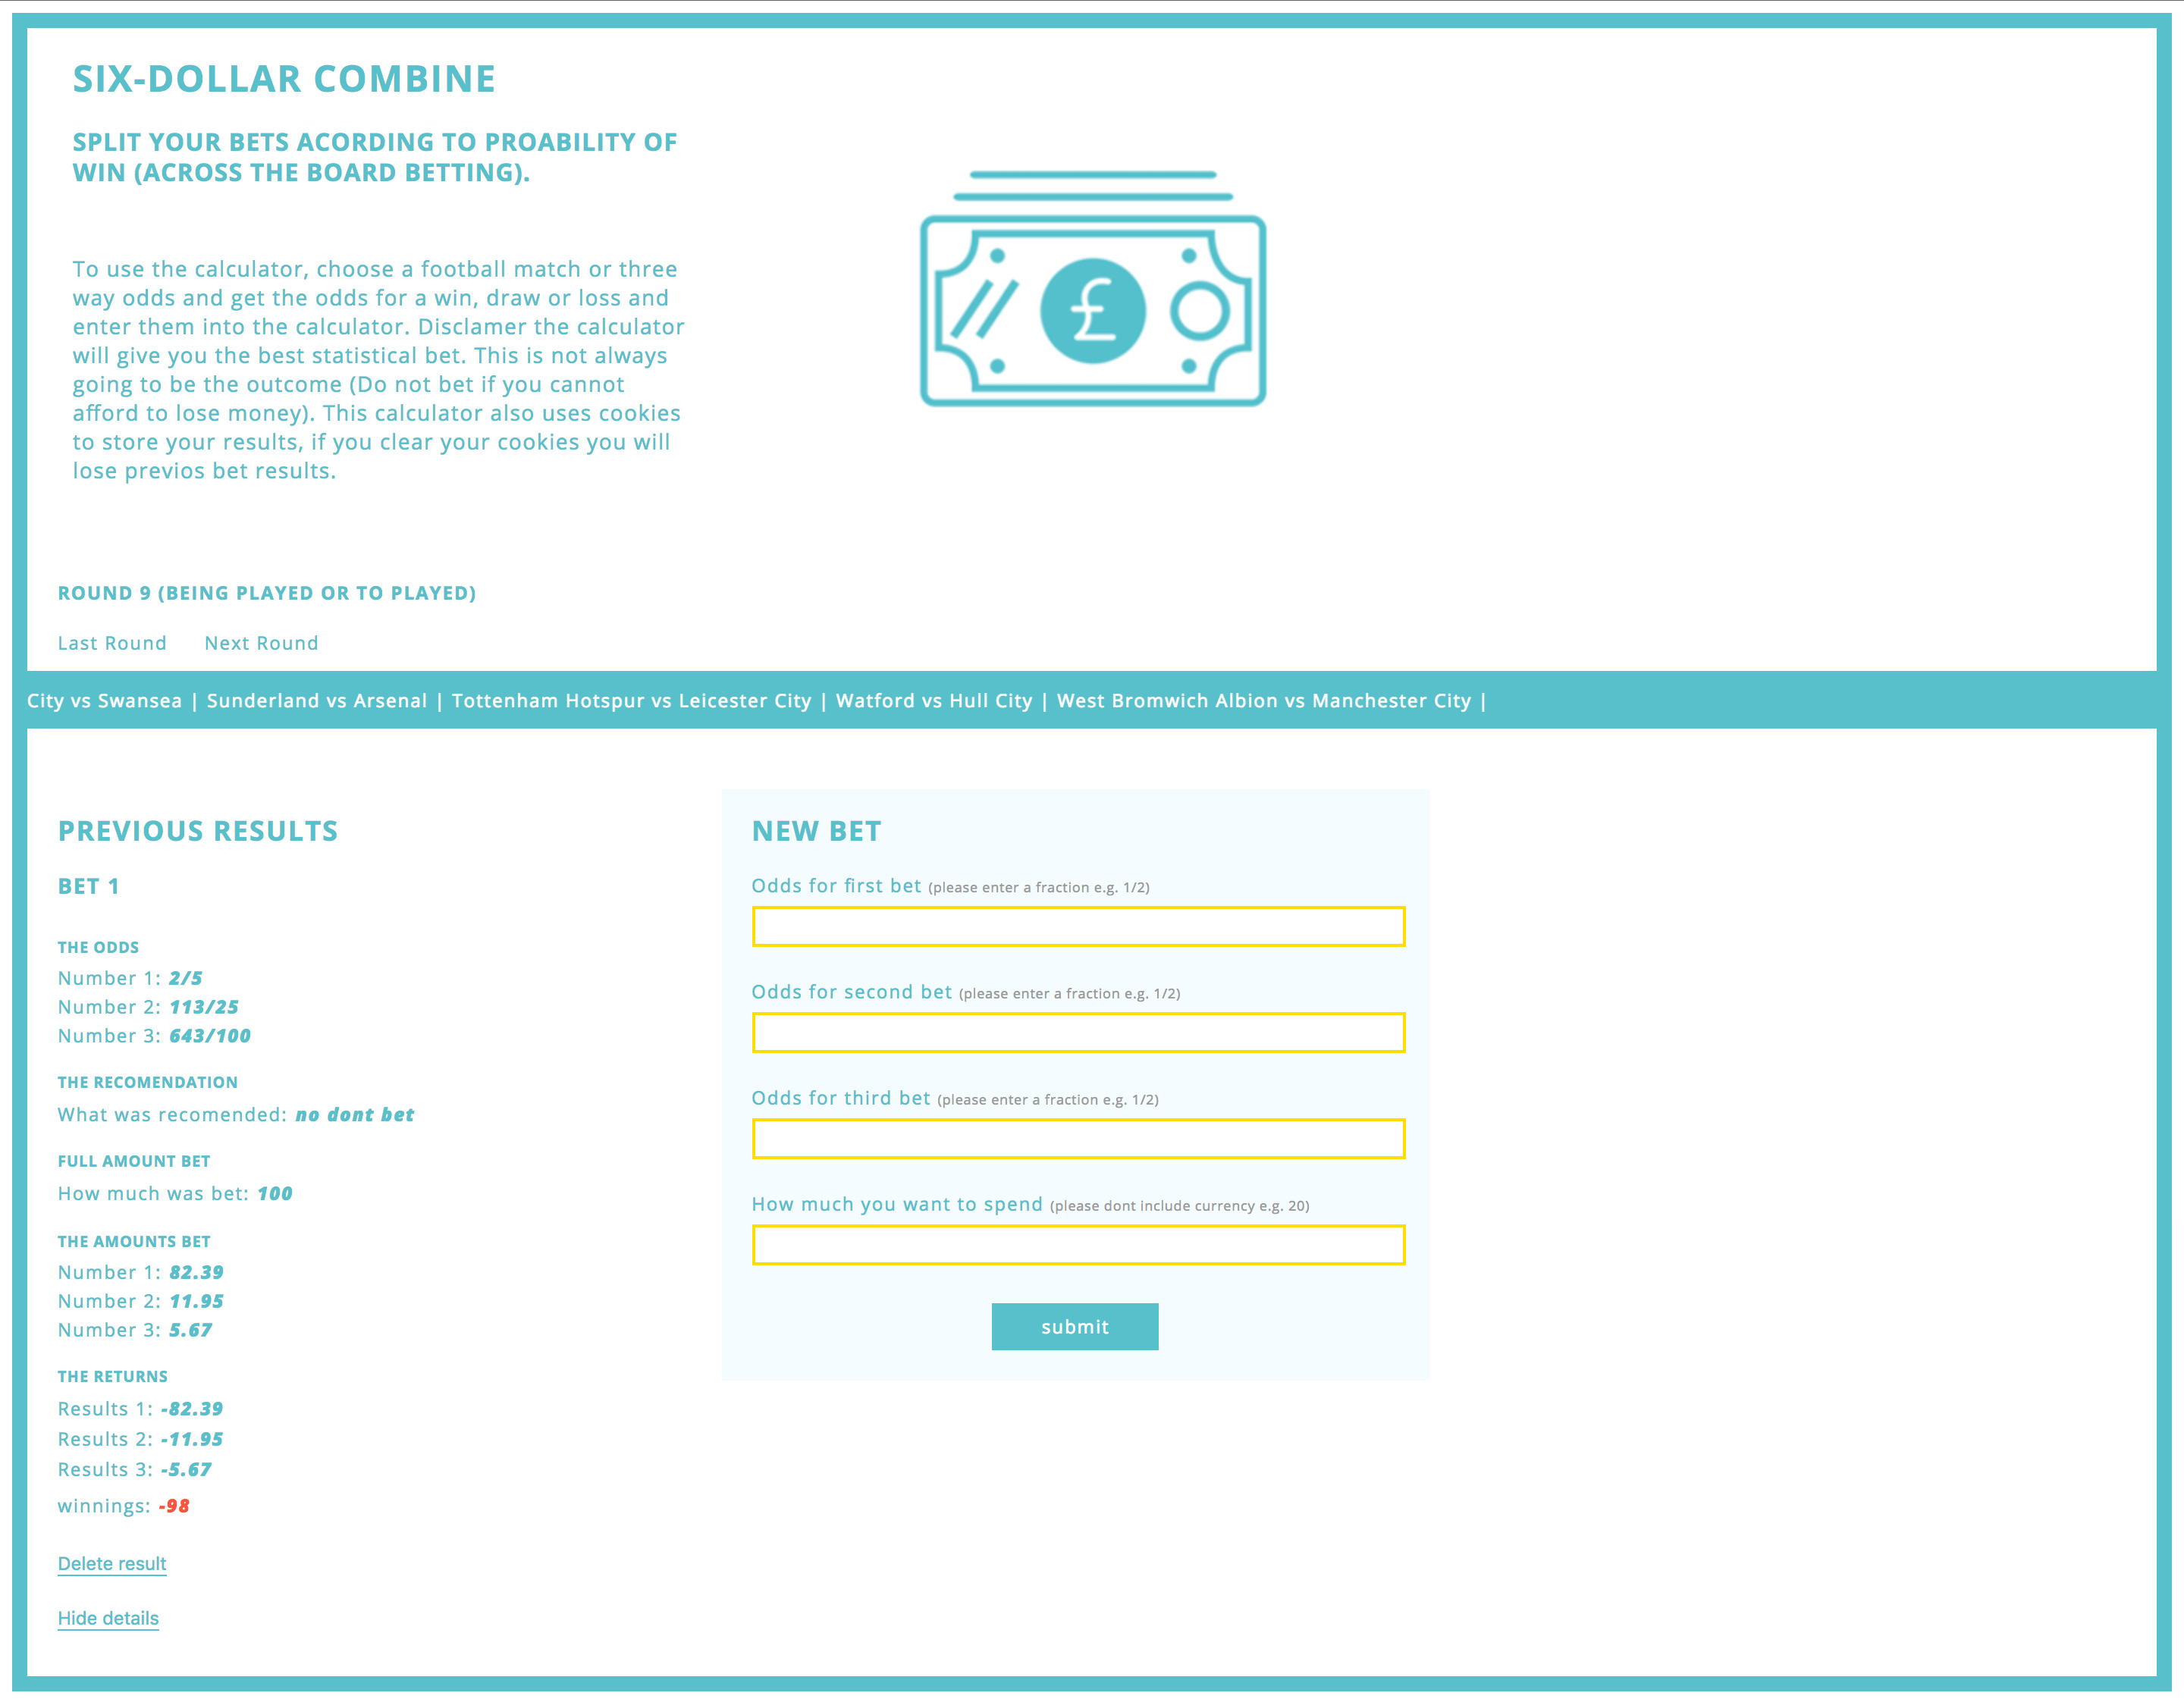 SIX-DOLLAR COMBINE
SPLIT YOUR BETS ACORDING TO PROABILITY OF
WIN (ACROSS THE BOARD BETTING).
To use the calculator, choose a football match or three
way odds and get the odds for a win, draw or loss and
enter them into the calculator. Disclamer the calculator
will give you the best statistical bet. This is not always
going to be the outcome (Do not bet if you cannot
afford to lose money). This calculator also uses cookies
to store your results, if you clear your cookies you will
lose previos bet results.
£
ROUND 9 (BEING PLAYED OR TO PLAYED)
Last Round Next Round
City vs Swansea | Sunderland vs Arsenal | Tottenham Hotspur vs Leicester City | Watford vs Hull City | West Bromwich Albion vs Manchester City |
PREVIOUS RESULTS
BET 1
THE ODDS
Number 1: 2/5
Number 2: 113/25
Number 3: 643/100
THE RECOMENDATION
What was recomended: no dont bet
FULL AMOUNT BET
How much was bet: 100
THE AMOUNTS BET
Number 1: 82.39
Number 2: 11.95
Number 3: 5.67
THE RETURNS
Results 1: -82.39
Results 2: -11.95
Results 3: -5.67
winnings: -98
Delete result
Hide details
NEW BET
Odds for first bet (please enter a fraction e.g. 1/2)
Odds for second bet (please enter a fraction e.g. 1/2)
Odds for third bet (please enter a fraction e.g. 1/2)
How much you want to spend (please dont include currency e.g. 20)
submit